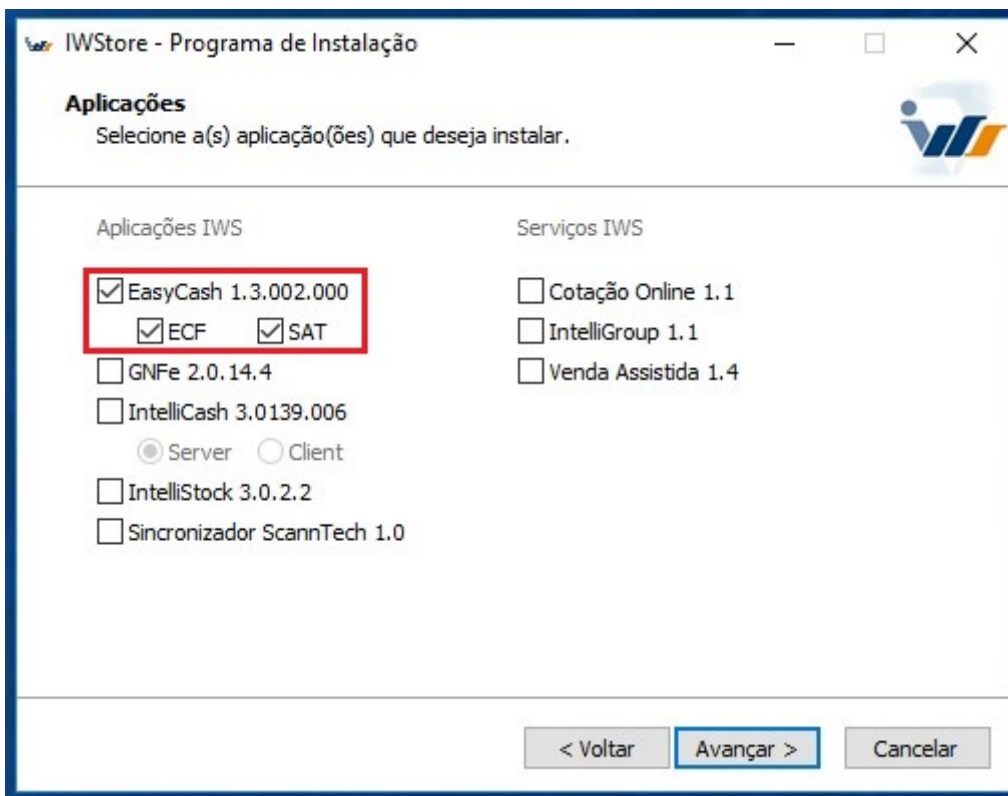 IWStore - Programa de Instalação
Aplicações
Selecione a(s) aplicação(ões) que deseja instalar.
iws
Aplicações IWS
EasyCash 1.3.002.000
ECF SAT
GNFe 2.0.14.4
IntelliCash 3.0139.006
Server Client
IntelliStock 3.0.2.2
Sincronizador ScannTech 1.0
Serviços IWS
Cotação Online 1.1
IntelliGroup 1.1
Venda Assistida 1.4
< Voltar Avançar > Cancelar